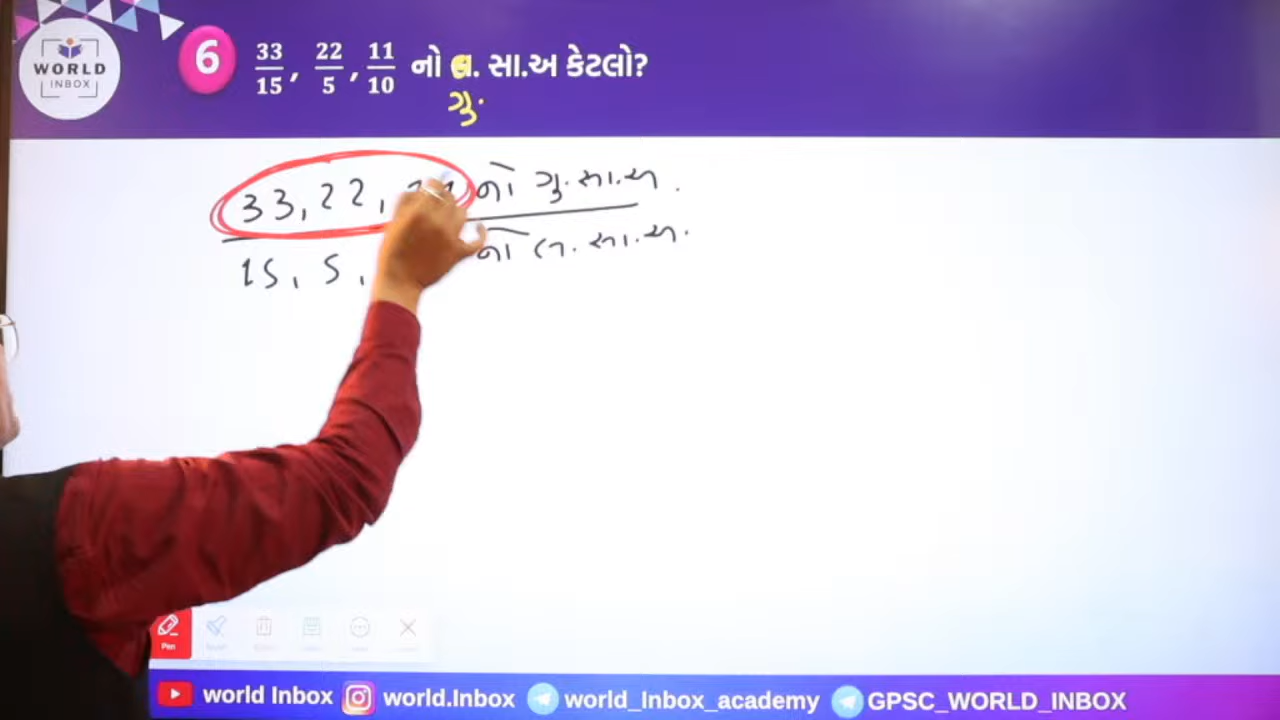 WORLD
INBOX
6 33/15, 22/5, 11/10 નો લ. સા.અ કેટલો?
ગુ.
33, 22, નો ગુ.સા.અ.
15, 5, નો લ.સા.અ.
Pen
world Inbox world.Inbox world_Inbox_academy GPSC_WORLD_INBOX